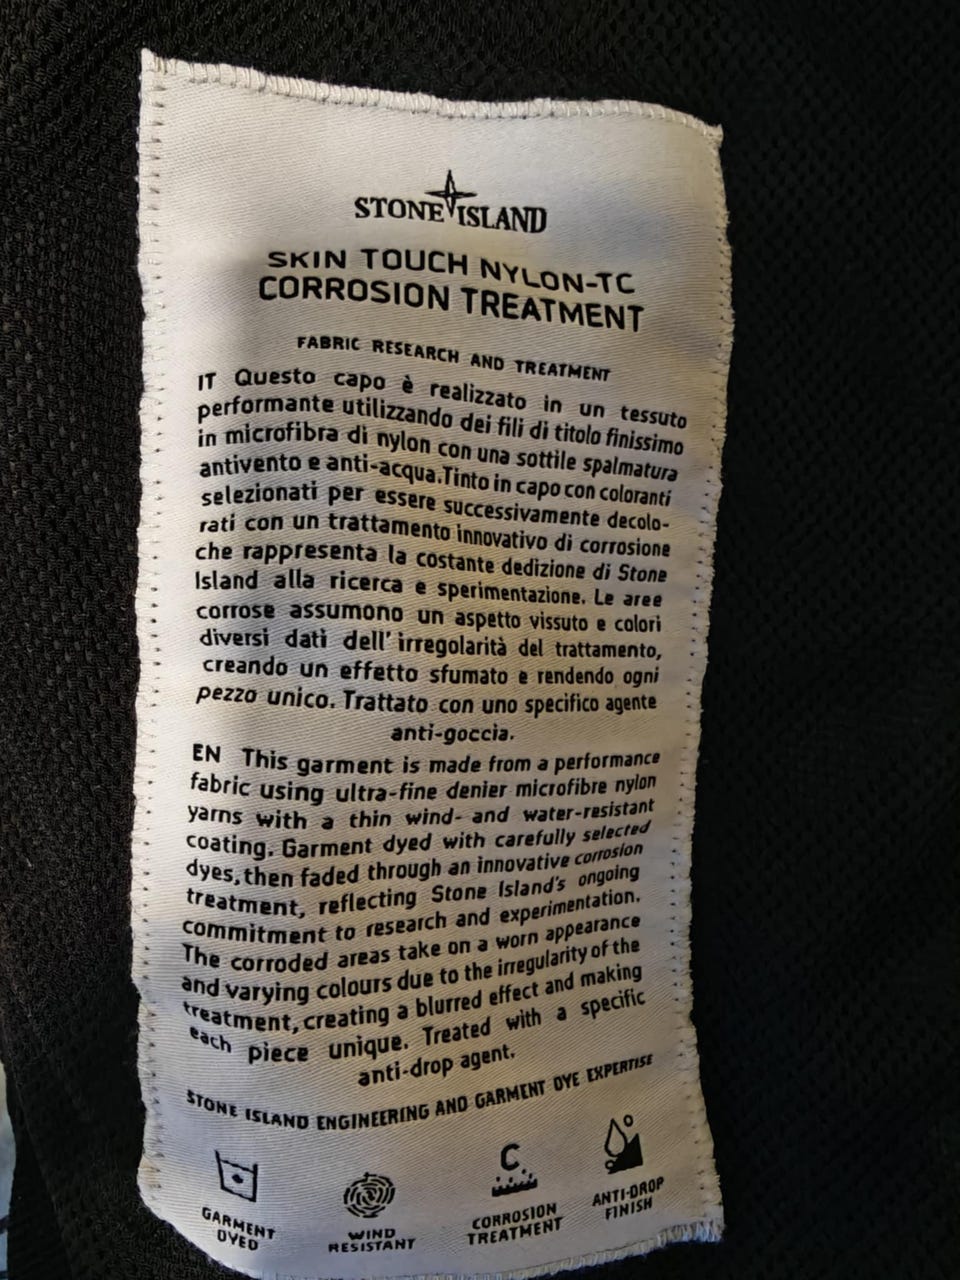 STONE ISLAND
SKIN TOUCH NYLON-TC
CORROSION TREATMENT
FABRIC RESEARCH AND TREATMENT
IT Questo capo è realizzato in un tessuto
performante utilizzando dei fili di titolo finissimo
in microfibra di nylon con una sottile spalmatura
antivento e anti-acqua.Tinto in capo con coloranti
selezionati per essere successivamente decolo-
rati con un trattamento innovativo di corrosione
che rappresenta la costante dedizione di Stone
Island alla ricerca e sperimentazione. Le aree
corrose assumono un aspetto vissuto e colori
diversi dati dell'irregolarità del trattamento,
creando un effetto sfumato e rendendo ogni
pezzo unico. Trattato con uno specifico agente
anti-goccia.
EN This garment is made from a performance
fabric using ultra-fine denier microfibre nylon
yarns with a thin wind- and water-resistant
coating. Garment dyed with carefully selected
dyes, then faded through an innovative corrosion
treatment, reflecting Stone Island's ongoing
commitment to research and experimentation.
The corroded areas take on a worn appearance
and varying colours due to the irregularity of the
treatment, creating a blurred effect and making
each piece unique. Treated with a specific
anti-drop agent.
STONE ISLAND ENGINEERING AND GARMENT DYE EXPERTISE
C.
GARMENT
DYED
WIND
RESISTANT
CORROSION
TREATMENT
ANTI-DROP
FINISH